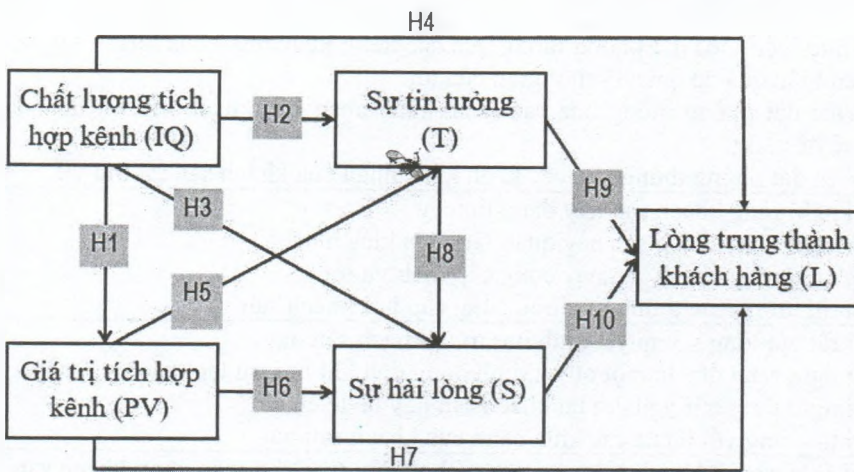 H4
Chất lượng tích
hợp kênh (IQ)
H2
Sự tin tưởng
(T)
H3
H9
H1
H8
Lòng trung thành
khách hàng (L)
H5
H10
Giá trị tích hợp
kênh (PV)
H6
Sự hài lòng (S)
H7